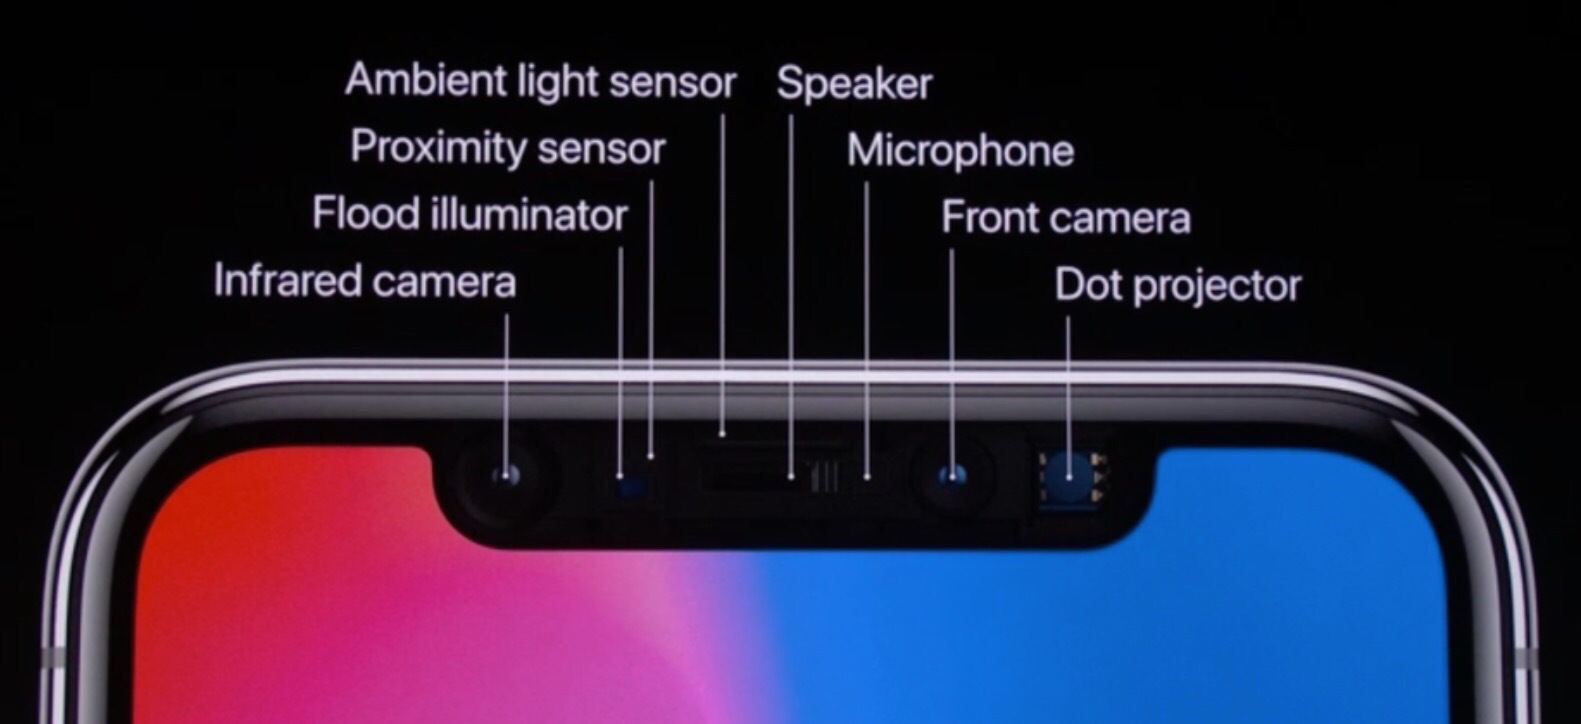 Ambient light sensor
Speaker
Proximity sensor
Microphone
Flood illuminator
Front camera
Infrared camera
Dot projector